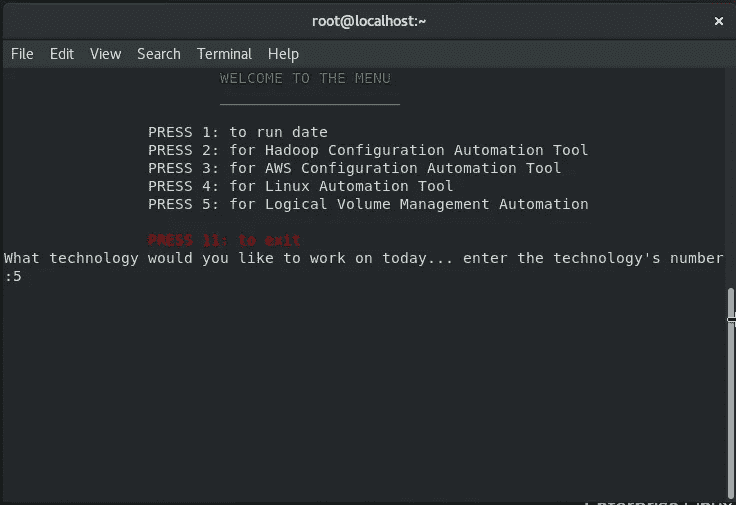 root@localhost:~
File Edit View Search Terminal Help
WELCOME TO THE MENU
____________________
PRESS 1: to run date
PRESS 2: for Hadoop Configuration Automation Tool
PRESS 3: for AWS Configuration Automation Tool
PRESS 4: for Linux Automation Tool
PRESS 5: for Logical Volume Management Automation
PRESS 11: to exit
What technology would you like to work on today... enter the technology's number
:5